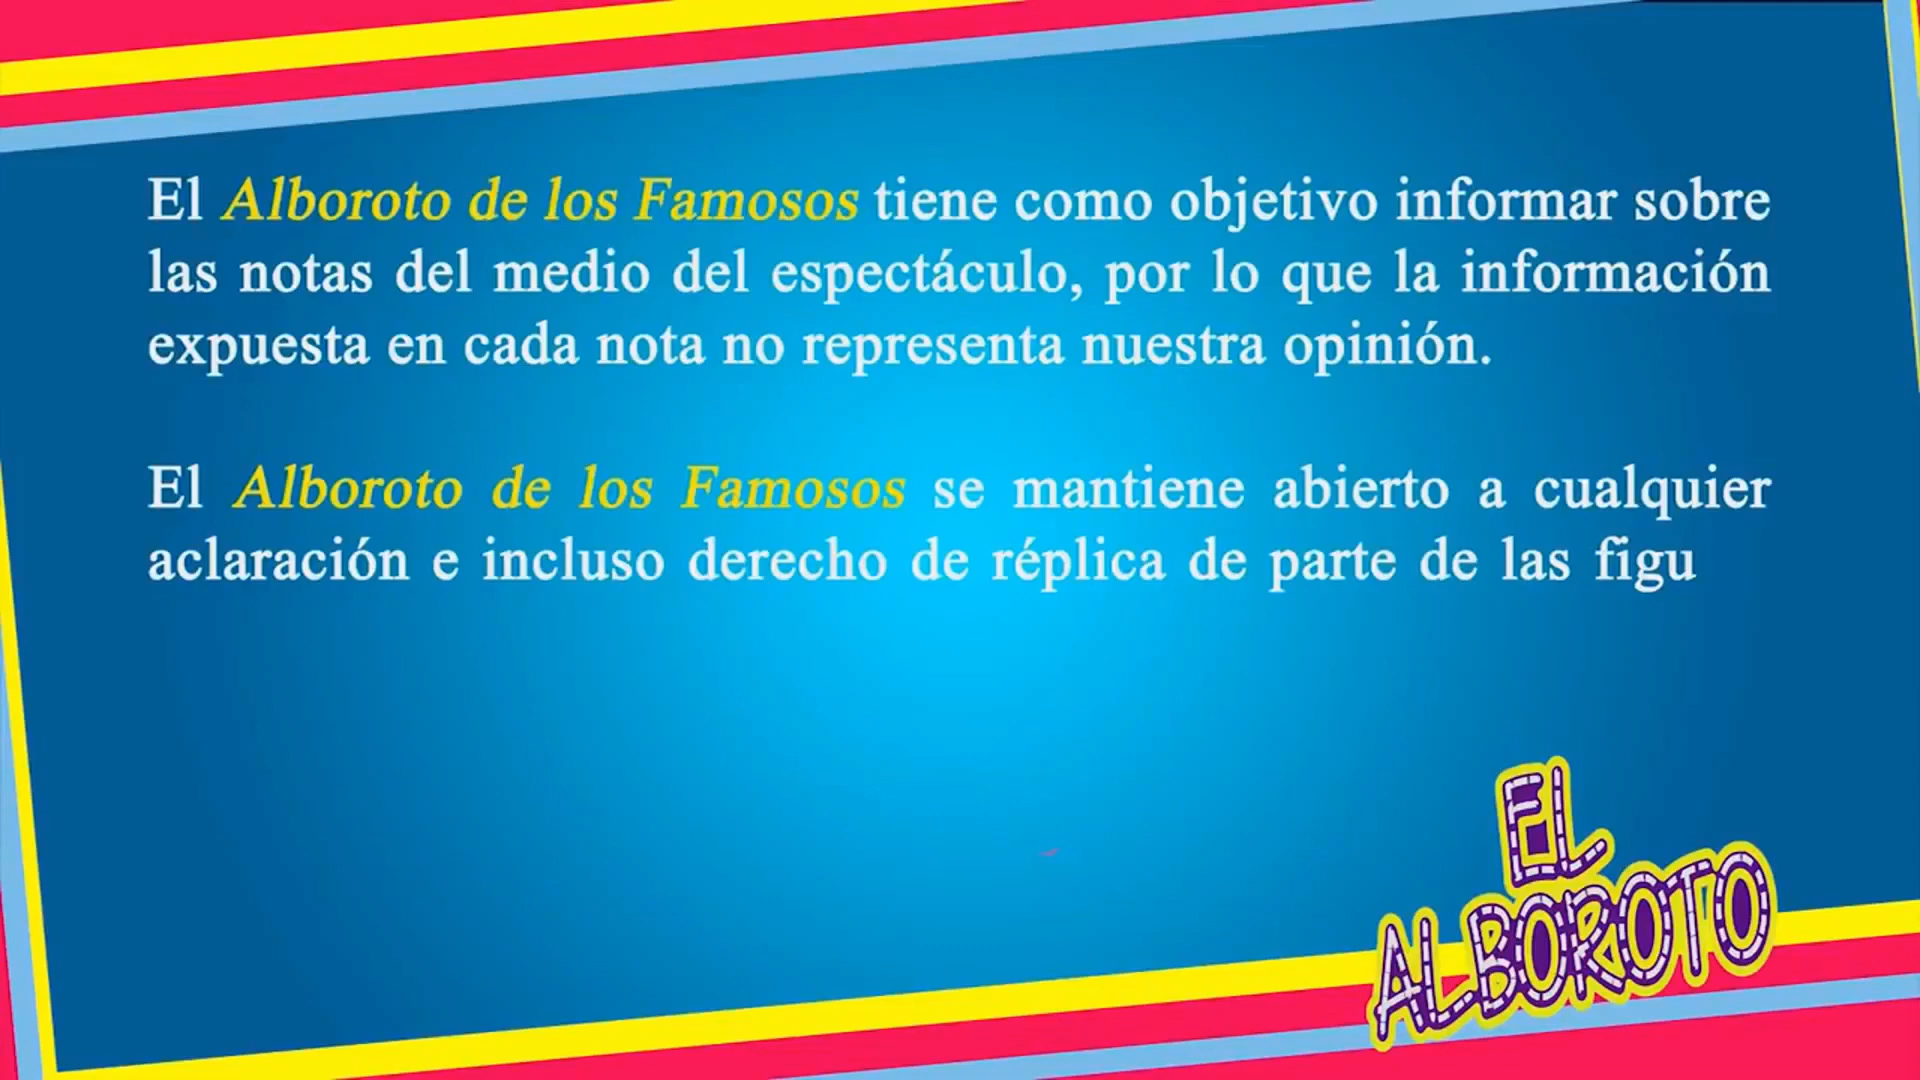 El Alboroto de los Famosos tiene como objetivo informar sobre
las notas del medio del espectáculo, por lo que la información
expuesta en cada nota no representa nuestra opinión.
El Alboroto de los Famosos se mantiene abierto a cualquier
aclaración e incluso derecho de réplica de parte de las figu
EL
ALBOROTO